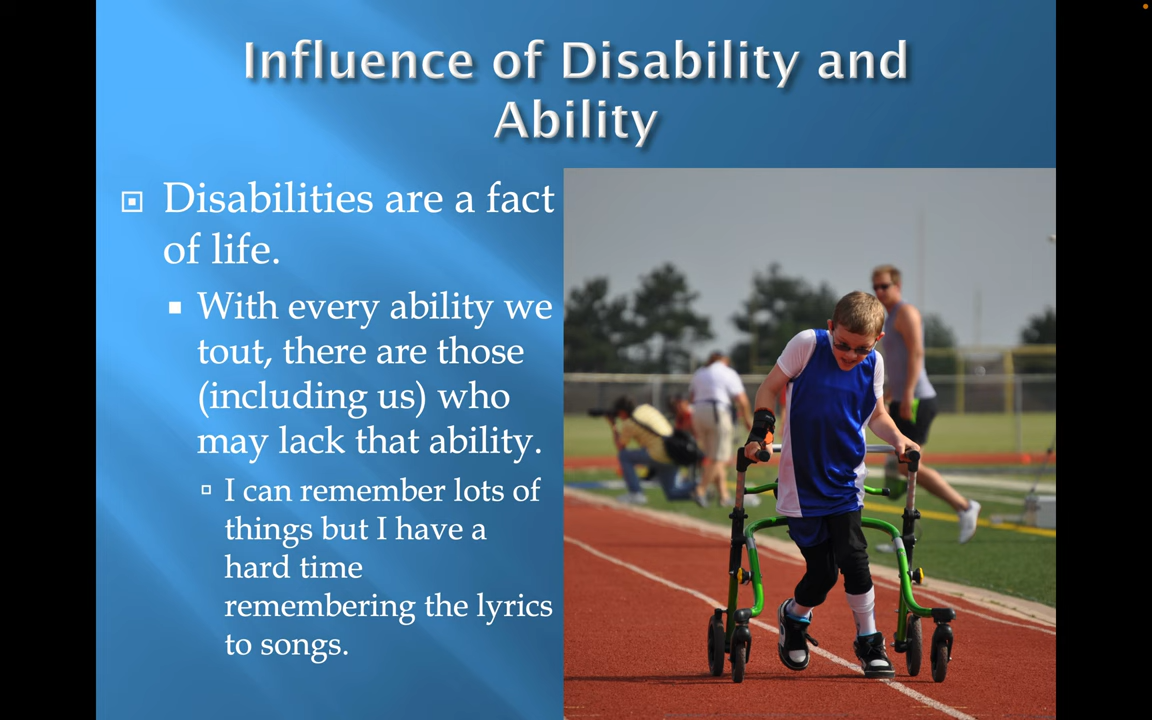 Influence of Disability and
Ability
Disabilities are a fact
of life.
With every ability we
tout, there are those
(including us) who
may lack that ability.
I can remember lots of
things but I have a
hard time
remembering the lyrics
to songs.